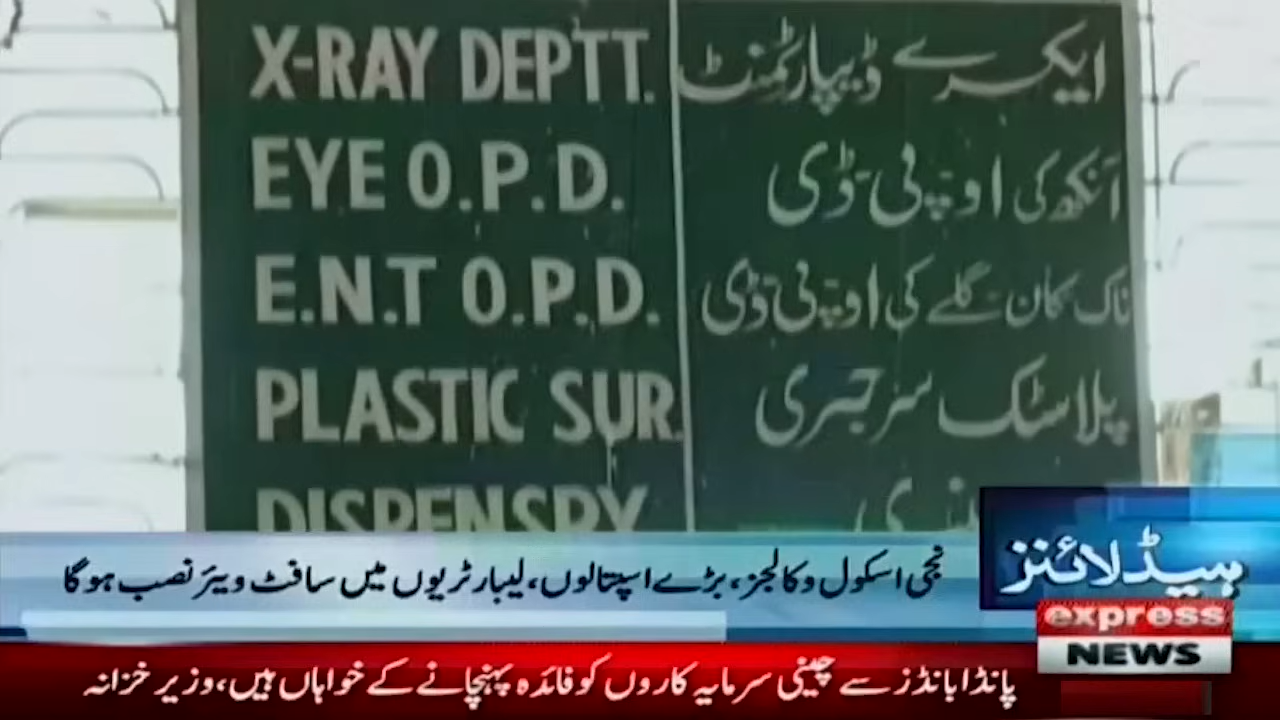 X-RAY DEPTT. ایکسرے ڈیپارٹمنٹ
EYE O.P.D. آنکھ کی او-پی-ڈی
E.N.T O.P.D. ناک کان-گلے کی او-پی-ڈی
PLASTIC SUR. پلاسٹک سرجری
DISPENSRY
ہیڈلائنز
نجی اسکول و کالجز، بڑے اسپتالوں، لیبارٹریوں میں سافٹ ویئر نصب ہوگا
express
NEWS
پانڈا بانڈز سے چینی سرمایہ کاروں کو فائدہ پہنچانے کے خواہاں ہیں، وزیر خزانہ